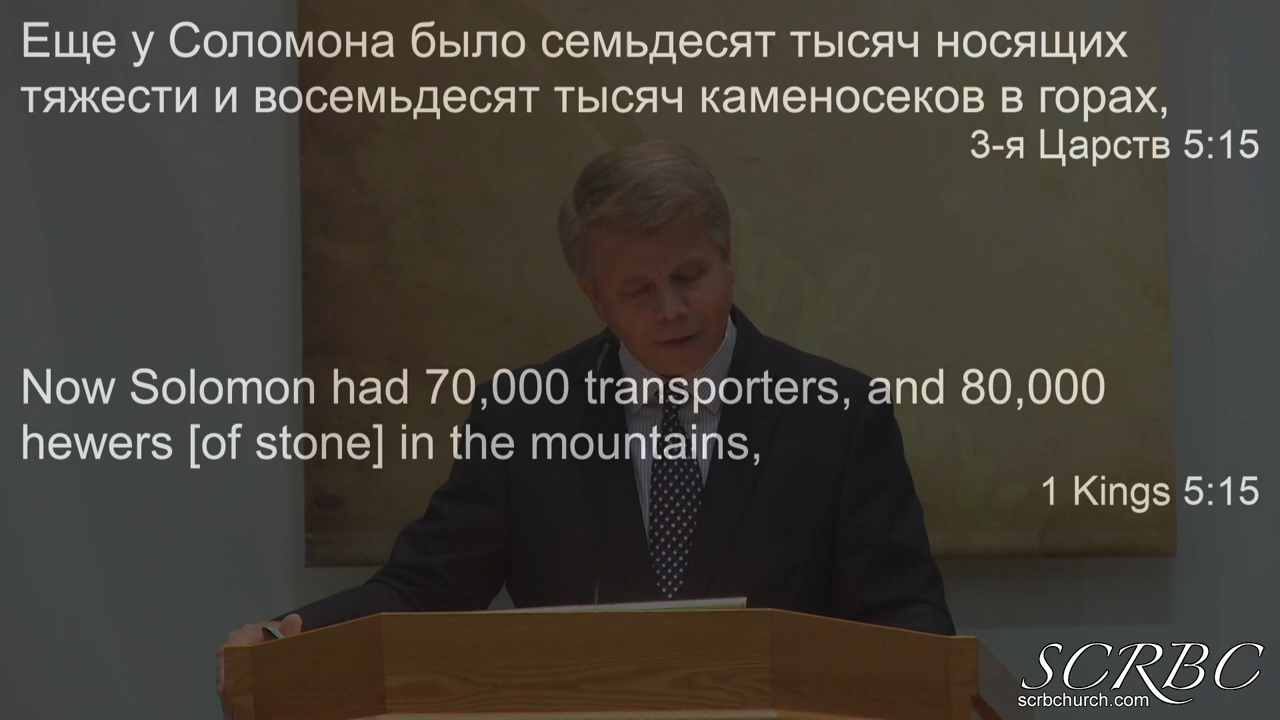 Еще у Соломона было семьдесят тысяч носящих
тяжести и восемьдесят тысяч каменосеков в горах,
3-я Царств 5:15
Now Solomon had 70,000 transporters, and 80,000
hewers [of stone] in the mountains,
1 Kings 5:15
SCRBC
scrbchurch.com